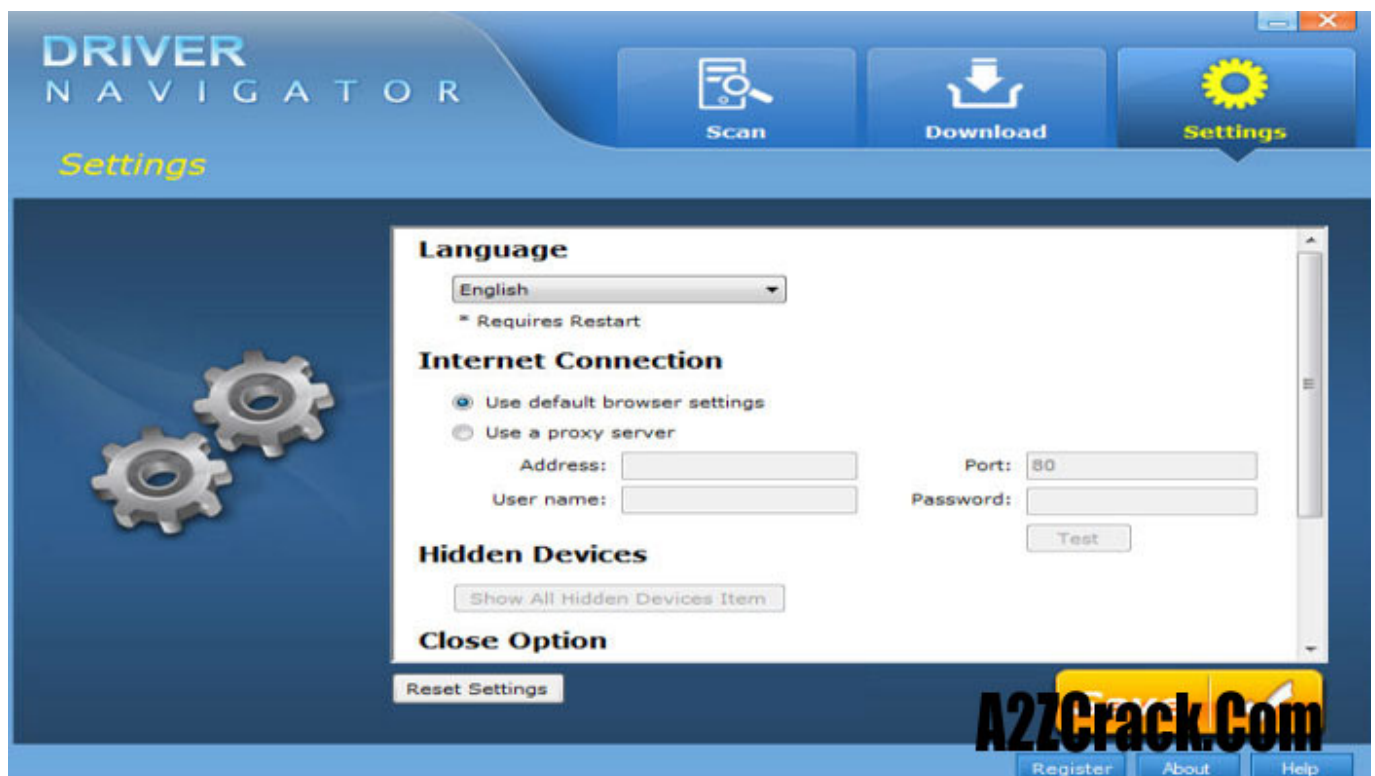 DRIVER
NAVIGATOR
Scan
Download
Settings
Settings
Language
English
* Requires Restart
Internet Connection
Use default browser settings
Use a proxy server
Address:
Port: 80
User name:
Password:
Test
Hidden Devices
Show All Hidden Devices Item
Close Option
Reset Settings
Save
A2ZCrack.Com
Register
About
Help